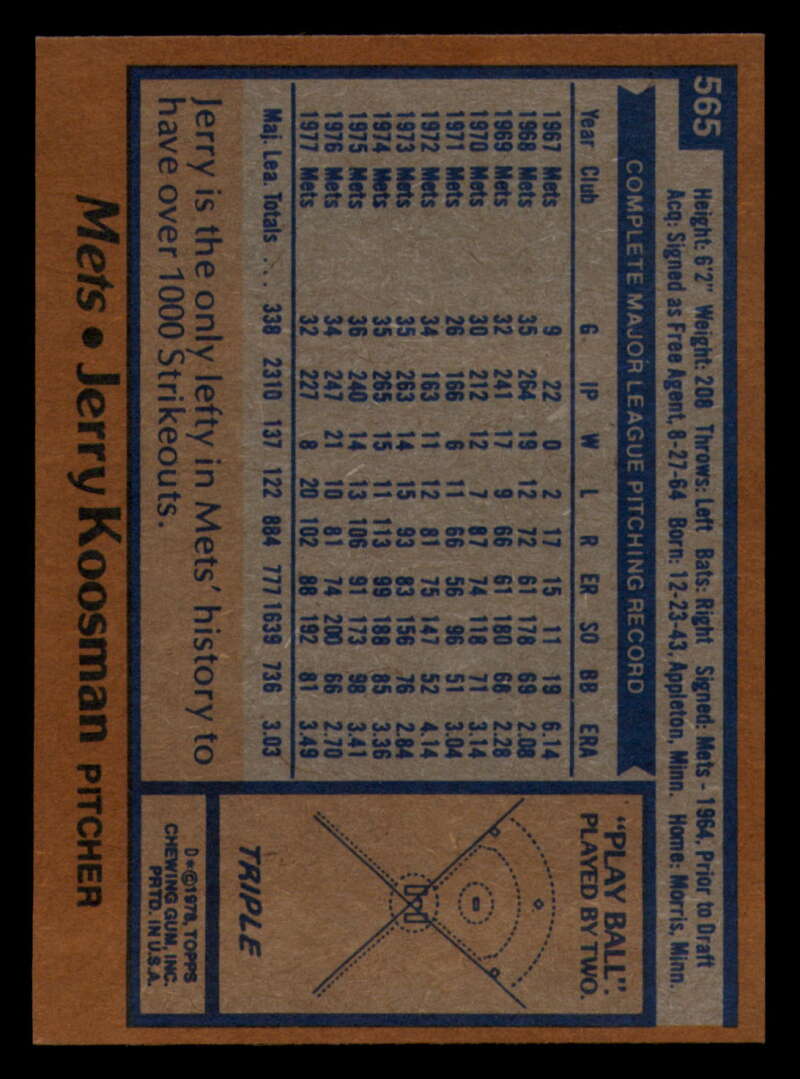 565
Height: 6'2" Weight: 208 Throws: Left Bats: Right Signed: Mets - 1964, Prior to Draft
Acq: Signed as Free Agent, 8-27-64 Born: 12-23-43, Appleton, Minn. Home: Morris, Minn.
COMPLETE MAJOR LEAGUE PITCHING RECORD
Year Club G IP W L R ER SO BB ERA
1967 Mets 9 22 0 2 17 15 11 19 6.14
1968 Mets 35 264 19 12 72 61 178 69 2.08
1969 Mets 32 241 17 9 66 61 180 68 2.28
1970 Mets 30 212 12 7 87 74 118 71 3.14
1971 Mets 26 166 6 11 66 56 96 51 3.04
1972 Mets 34 163 11 12 81 75 147 52 4.14
1973 Mets 35 263 14 15 93 83 156 76 2.84
1974 Mets 35 265 15 11 113 99 188 85 3.36
1975 Mets 36 240 14 13 106 91 173 98 3.41
1976 Mets 34 247 21 10 81 74 200 66 2.70
1977 Mets 32 227 8 20 102 88 192 81 3.49
Maj. Lea. Totals ... 338 2310 137 122 884 777 1639 736 3.03
Jerry is the only lefty in Mets' history to
have over 1000 Strikeouts.
"PLAY BALL":
PLAYED BY TWO.
TRIPLE
D*©1978, TOPPS
CHEWING GUM, INC.
PRTD. IN U.S.A.
Mets • Jerry Koosman PITCHER